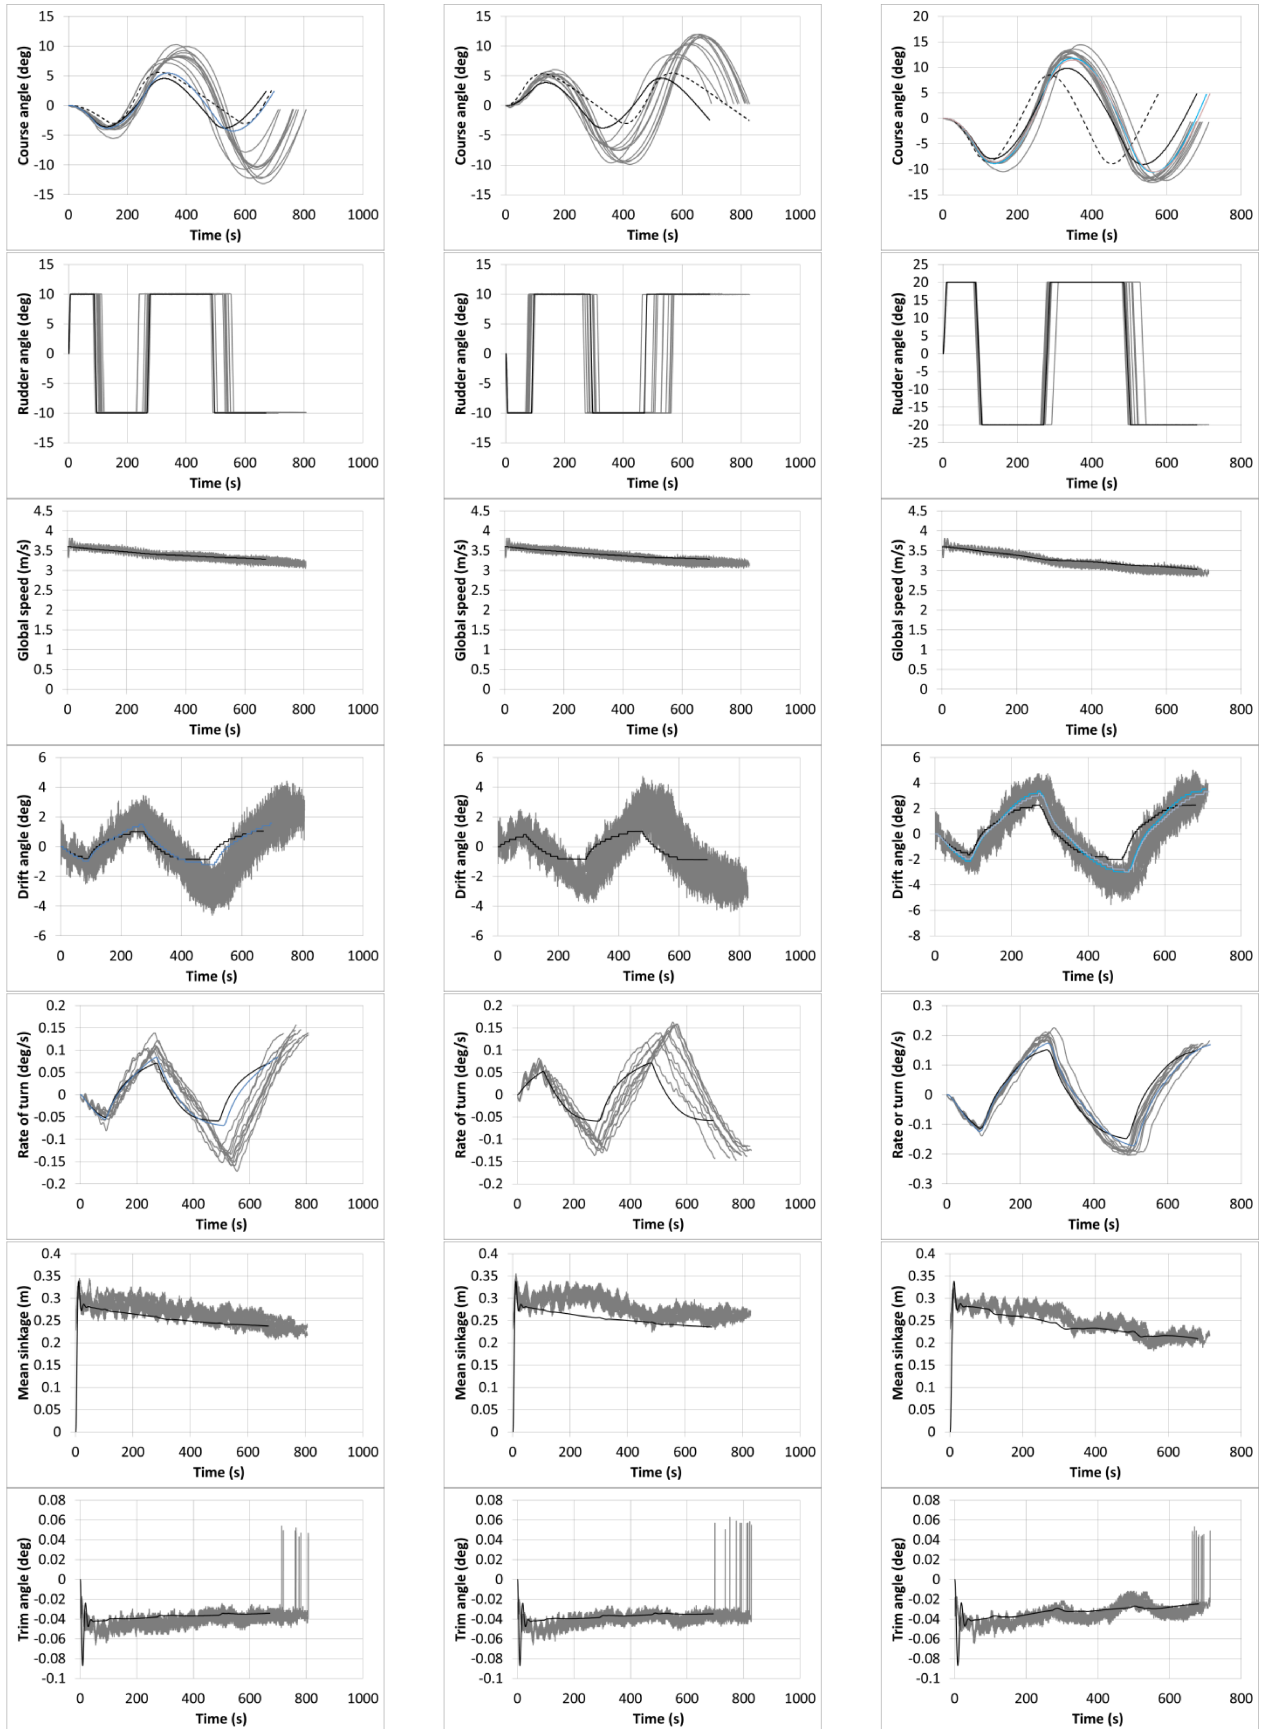 Course angle (deg)
15
10
5
0
-5
-10
-15
0 200 400 600 800 1000
Time (s)
Course angle (deg)
15
10
5
0
-5
-10
-15
0 200 400 600 800 1000
Time (s)
Course angle (deg)
20
15
10
5
0
-5
-10
15
0 200 400 600 800
Time (s)
Rudder angle (deg)
15
10
5
0
-5
-10
-15
0 200 400 600 800 1000
Time (s)
Rudder angle (deg)
15
10
5
0
-5
-10
-15
0 200 400 600 800 1000
Time (s)
Rudder angle (deg)
25
20
15
10
5
0
-5
-10
-15
-20
-25
0 200 400 600 800
Time (s)
Global speed (m/s)
4.5
4
3.5
3
2.5
2
1.5
1
0.5
0
0 200 400 600 800 1000
Time (s)
Global speed (m/s)
4.5
4
3.5
3
2.5
2
1.5
1
0.5
0
0 200 400 600 800 1000
Time (s)
Global speed (m/s)
4.5
4
3.5
3
2.5
2
1.5
1
0.5
0
0 200 400 600 800
Time (s)
Drift angle (deg)
6
4
2
0
-2
-4
-6
0 200 400 600 800 1000
Time (s)
Drift angle (deg)
6
4
2
0
-2
-4
-6
0 200 400 600 800 1000
Time (s)
Drift angle (deg)
6
4
2
0
-2
-4
-6
-8
0 200 400 600 800
Time (s)
Rate of turn (deg/s)
0.2
0.15
0.1
0.05
0
-0.05
-0.1
-0.15
-0.2
0 200 400 600 800 1000
Time (s)
Rate of turn (deg/s)
0.2
0.15
0.1
0.05
0
-0.05
-0.1
-0.15
-0.2
0 200 400 600 800 1000
Time (s)
Rate or turn (deg/s)
0.3
0.2
0.1
0
-0.1
-0.2
-0.3
0 200 400 600 800
Time (s)
Mean sinkage (m)
0.4
0.35
0.3
0.25
0.2
0.15
0.1
0.05
0
0 200 400 600 800 1000
Time (s)
Mean sinkage (m)
0.4
0.35
0.3
0.25
0.2
0.15
0.1
0.05
0
0 200 400 600 800 1000
Time (s)
Mean sinkage (m)
0.4
0.35
0.3
0.25
0.2
0.15
0.1
0.05
0
0 200 400 600 800
Time (s)
Trim angle (deg)
0.08
0.06
0.04
0.02
0
-0.02
-0.04
-0.06
-0.08
-0.1
0 200 400 600 800 1000
Time (s)
Trim angle (deg)
0.08
0.06
0.04
0.02
0
-0.02
-0.04
-0.06
-0.08
-0.1
0 200 400 600 800 1000
Time (s)
Trim angle (deg)
0.08
0.06
0.04
0.02
0
-0.02
-0.04
-0.06
-0.08
-0.1
0 200 400 600 800
Time (s)